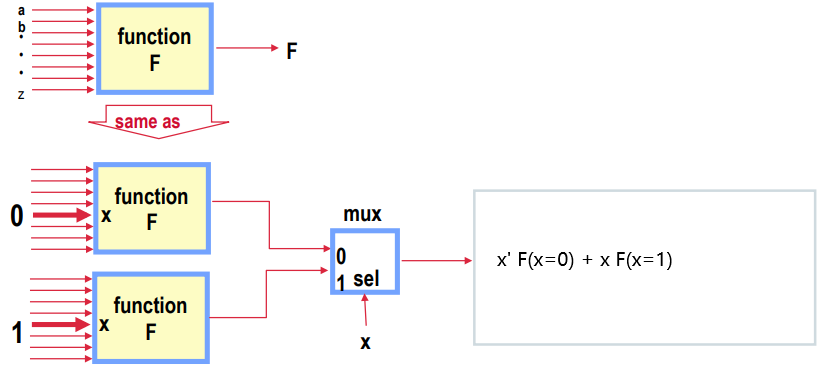 a
b
.
.
.
z
function
F
F
same as
0
x
function
F
mux
0
1 sel
x' F(x=0) + x F(x=1)
1
x
function
F
x